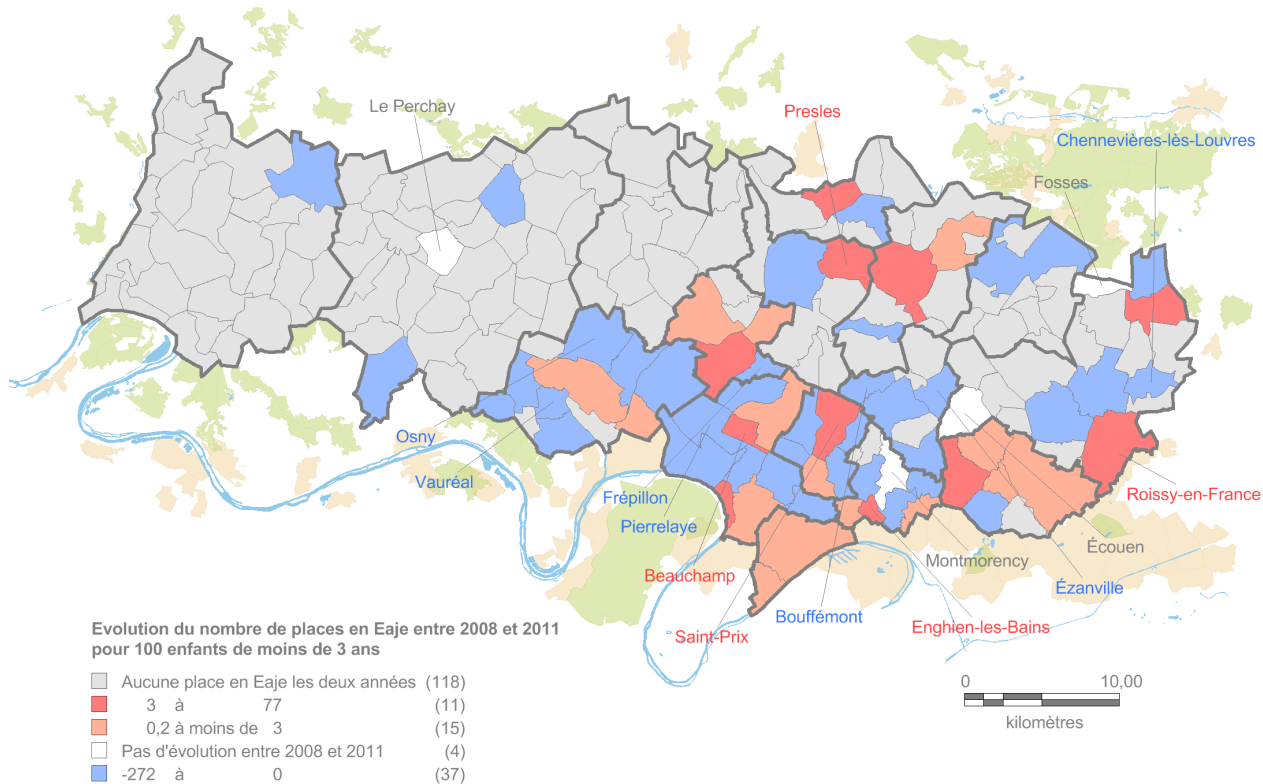 Le Perchay
Presles
Chennevières-lès-Louvres
Fosses
Osny
Vauréal
Frépillon
Pierrelaye
Roissy-en-France
Écouen
Montmorency
Beauchamp
Ézanville
Bouffémont
Enghien-les-Bains
Saint-Prix
Evolution du nombre de places en Eaje entre 2008 et 2011
pour 100 enfants de moins de 3 ans
Aucune place en Eaje les deux années (118)
3 à 77 (11)
0,2 à moins de 3 (15)
Pas d'évolution entre 2008 et 2011 (4)
-272 à 0 (37)
0 10,00
kilomètres